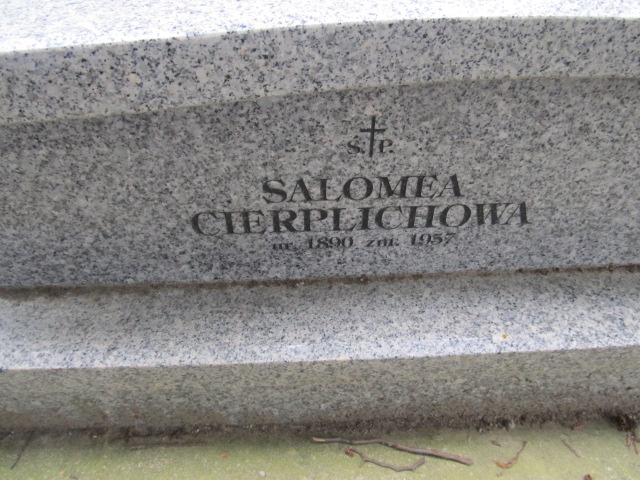 Ś.†P.
SALOMEA
CIERPLICHOWA
ur. 1890 zm. 1957